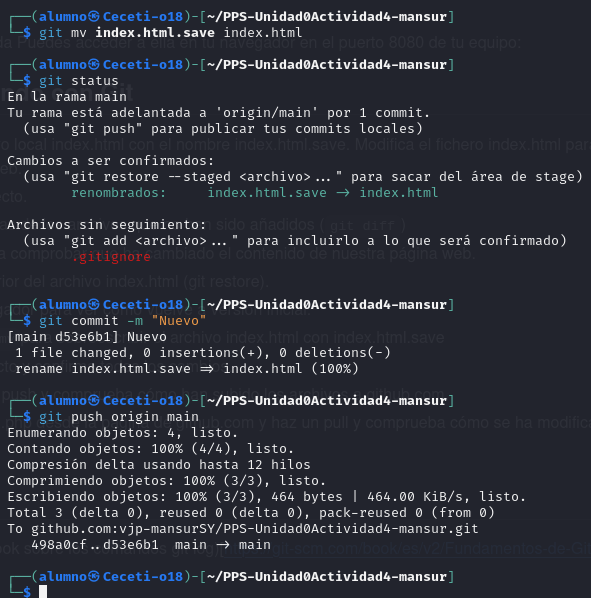 ┌──(alumno㉿Ceceti-o18)-[~/PPS-Unidad0Actividad4-mansur]
└─$ git mv index.html.save index.html
┌──(alumno㉿Ceceti-o18)-[~/PPS-Unidad0Actividad4-mansur]
└─$ git status
En la rama main
Tu rama está adelantada a 'origin/main' por 1 commit.
(usa "git push" para publicar tus commits locales)
Cambios a ser confirmados:
(usa "git restore --staged <archivo>..." para sacar del área de stage)
renombrados:     index.html.save -> index.html
Archivos sin seguimiento:
(usa "git add <archivo>..." para incluirlo a lo que será confirmado)
.gitignore
┌──(alumno㉿Ceceti-o18)-[~/PPS-Unidad0Actividad4-mansur]
└─$ git commit -m "Nuevo"
[main d53e6b1] Nuevo
1 file changed, 0 insertions(+), 0 deletions(-)
rename index.html.save => index.html (100%)
┌──(alumno㉿Ceceti-o18)-[~/PPS-Unidad0Actividad4-mansur]
└─$ git push origin main
Enumerando objetos: 4, listo.
Contando objetos: 100% (4/4), listo.
Compresión delta usando hasta 12 hilos
Comprimiendo objetos: 100% (3/3), listo.
Escribiendo objetos: 100% (3/3), 464 bytes | 464.00 KiB/s, listo.
Total 3 (delta 0), reused 0 (delta 0), pack-reused 0 (from 0)
To github.com:vjp-mansurSY/PPS-Unidad0Actividad4-mansur.git
498a0cf..d53e6b1  main -> main
┌──(alumno㉿Ceceti-o18)-[~/PPS-Unidad0Actividad4-mansur]
└─$